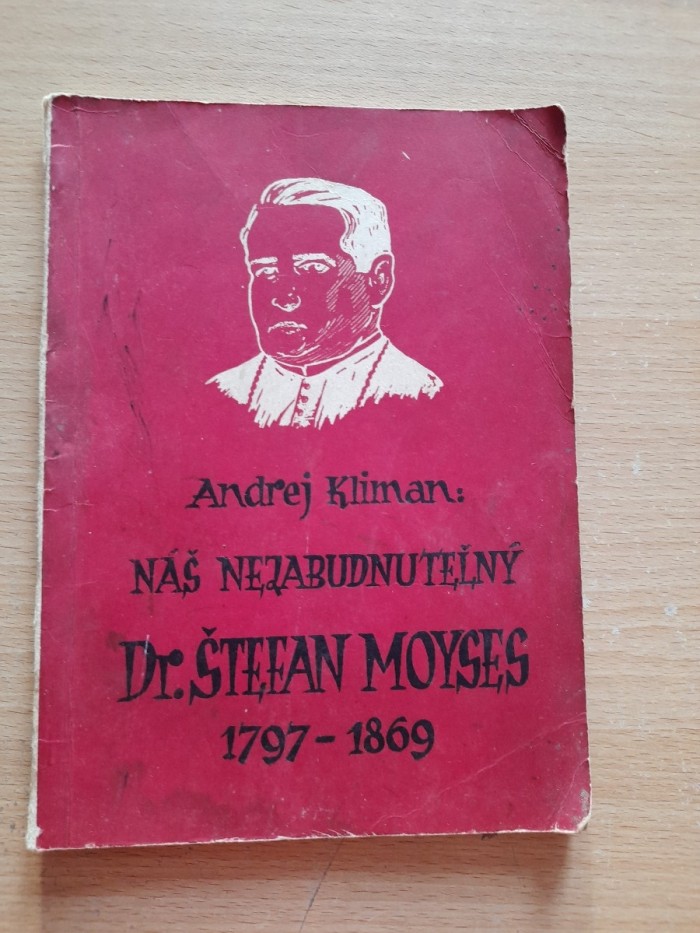 Andrej Kliman:
NÁŠ NEZABUDNUTEĽNÝ
Dr. ŠTEFAN MOYSES
1797 - 1869